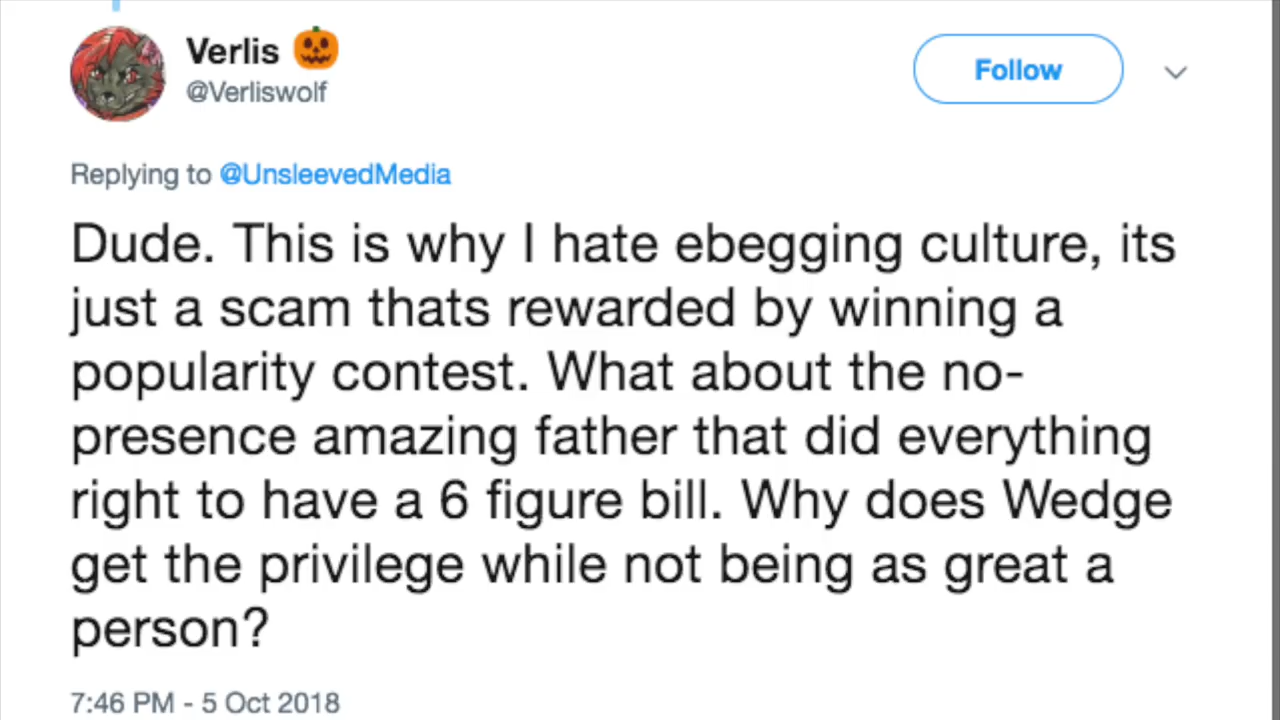 Verlis 🎃
@Verliswolf
Follow
Replying to @UnsleevedMedia
Dude. This is why I hate ebegging culture, its
just a scam thats rewarded by winning a
popularity contest. What about the no-
presence amazing father that did everything
right to have a 6 figure bill. Why does Wedge
get the privilege while not being as great a
person?
7:46 PM - 5 Oct 2018